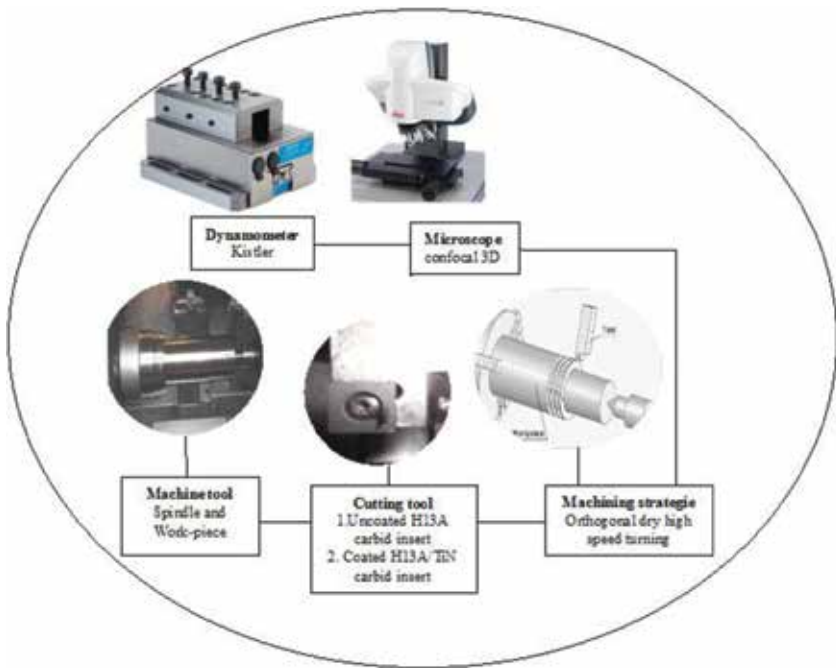 Dynamometer
Kistler
Microscope
confocal 3D
Tool
Machine tool
Spindle and
Work-piece
Cutting tool
1.Uncoated H13A
carbid insert
2. Coated H13A/TiN
carbid insert
Machining strategie
Orthogonal dry high
speed turning